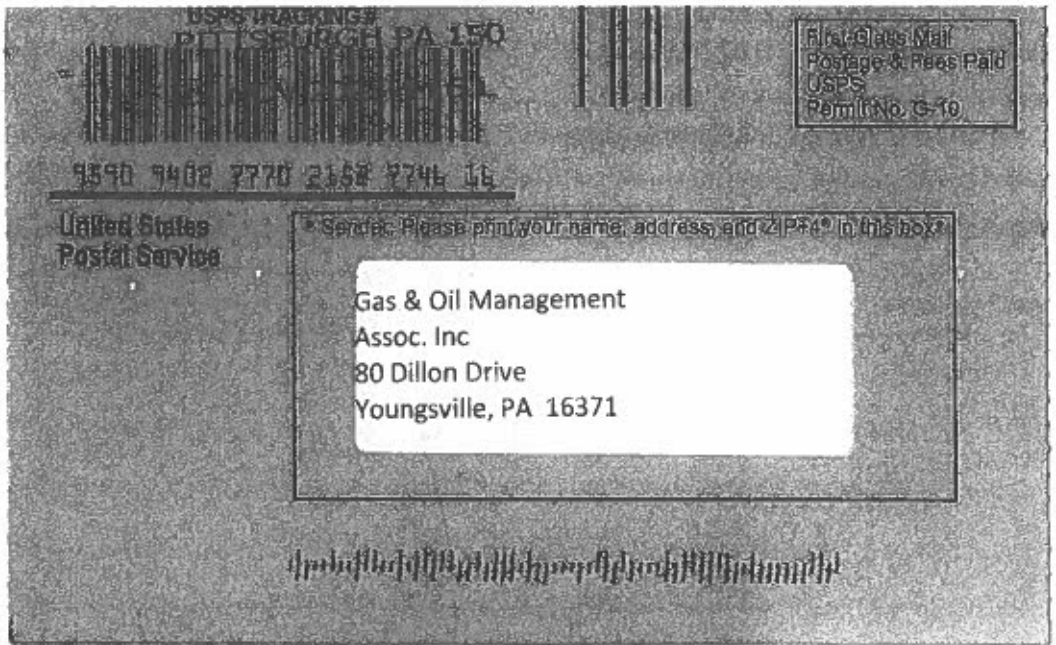 USPS TRACKING#
PITTSBURGH PA 150
9590 9402 7770 2152 7746 16
First-Class Mail
Postage & Fees Paid
USPS
Permit No. G-10
United States
Postal Service
• Sender: Please print your name, address, and ZIP+4® in this box•
Gas & Oil Management
Assoc. Inc
80 Dillon Drive
Youngsville, PA 16371